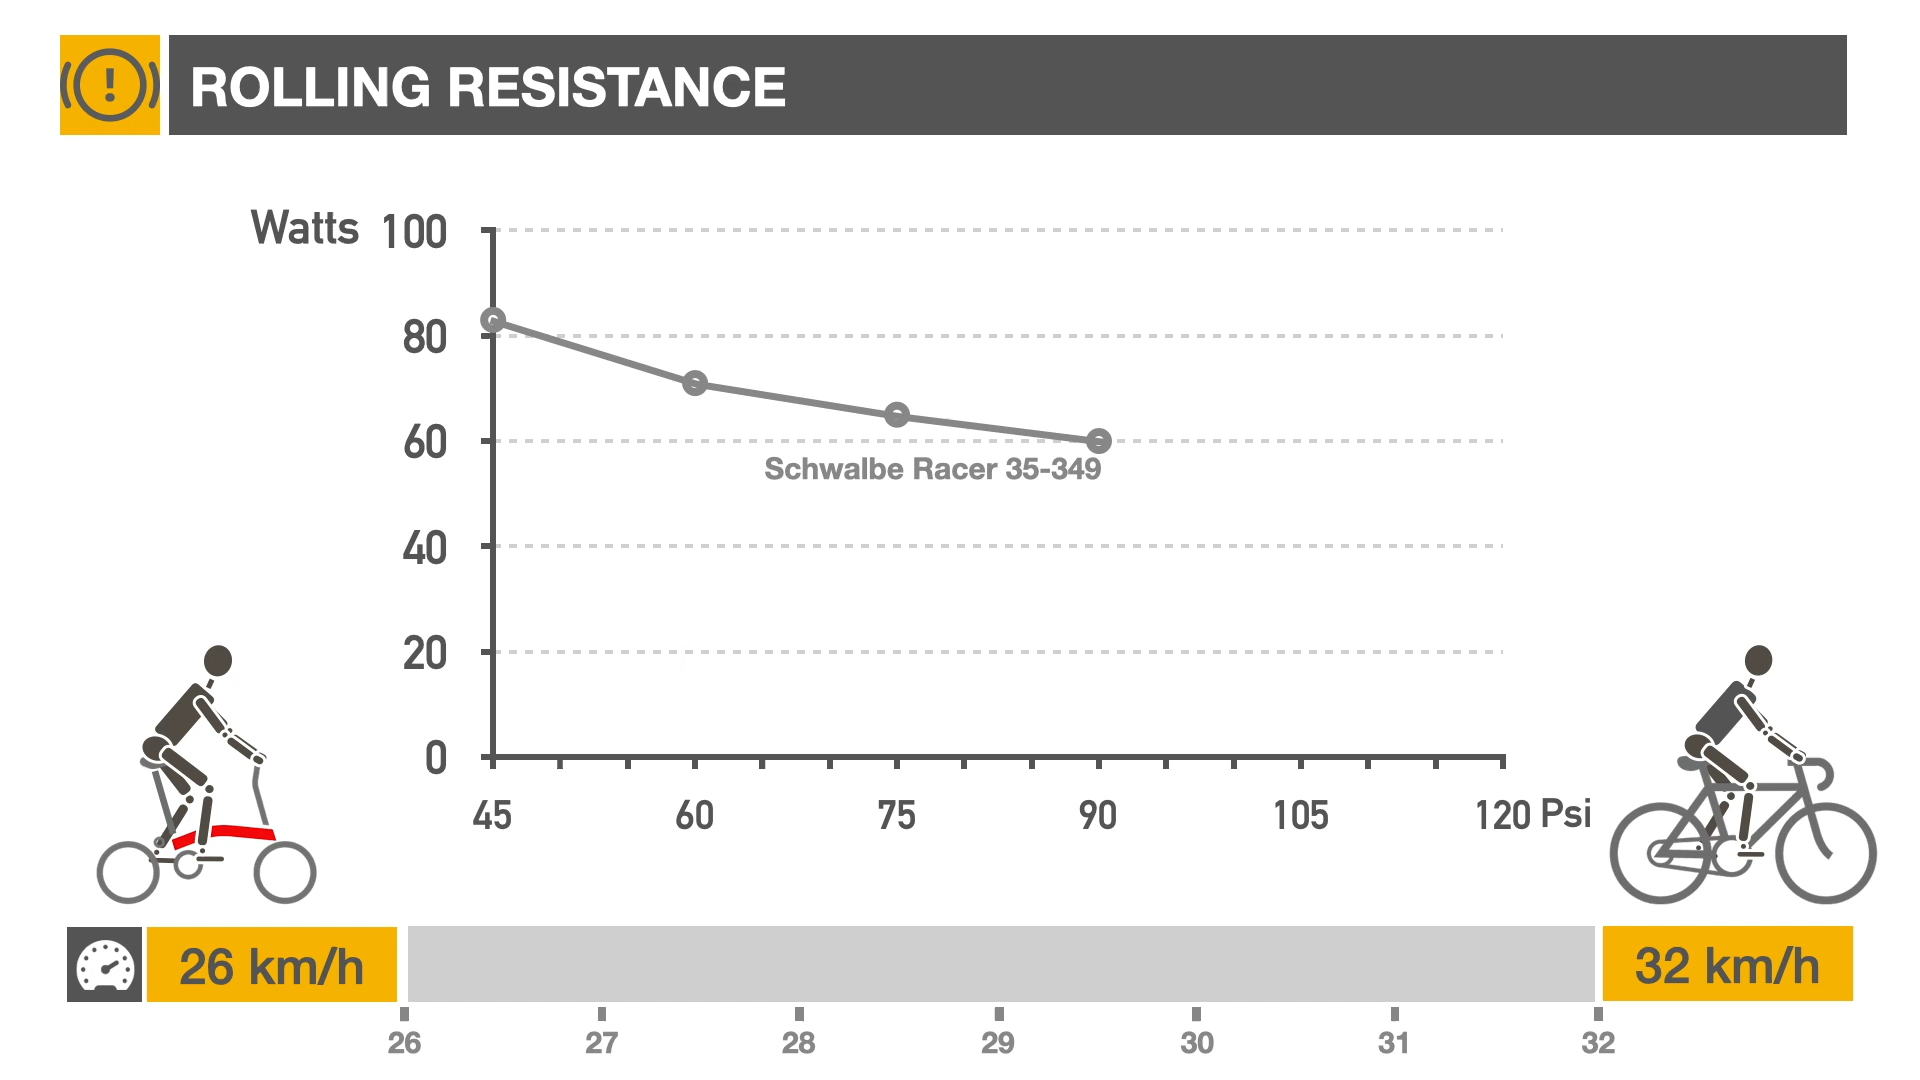 !
ROLLING RESISTANCE
Watts 100
80
60
Schwalbe Racer 35-349
40
20
0
45 60 75 90 105 120 Psi
26 km/h 32 km/h
26 27 28 29 30 31 32